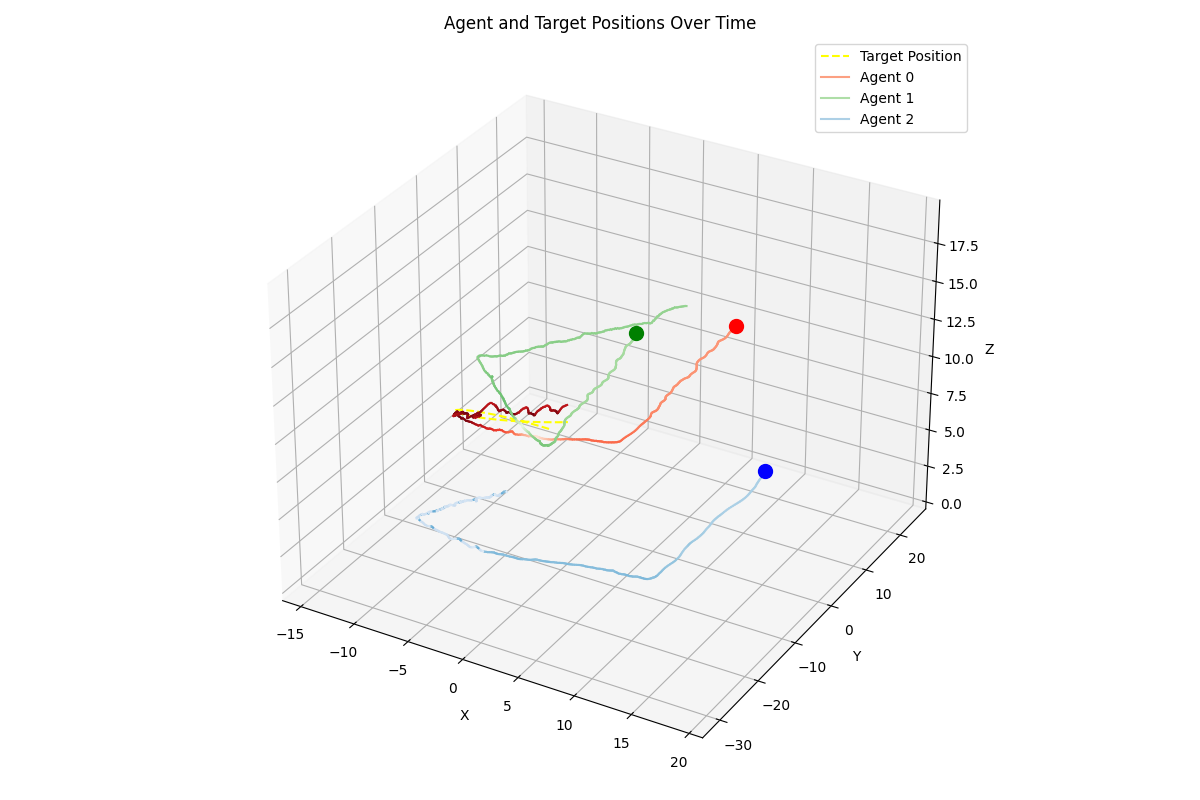 Agent and Target Positions Over Time
Target Position
Agent 0
Agent 1
Agent 2
17.5
15.0
12.5
10.0
7.5
5.0
2.5
0.0
Z
20
10
0
−10
−20
−30
Y
−15
−10
−5
0
5
10
15
20
X